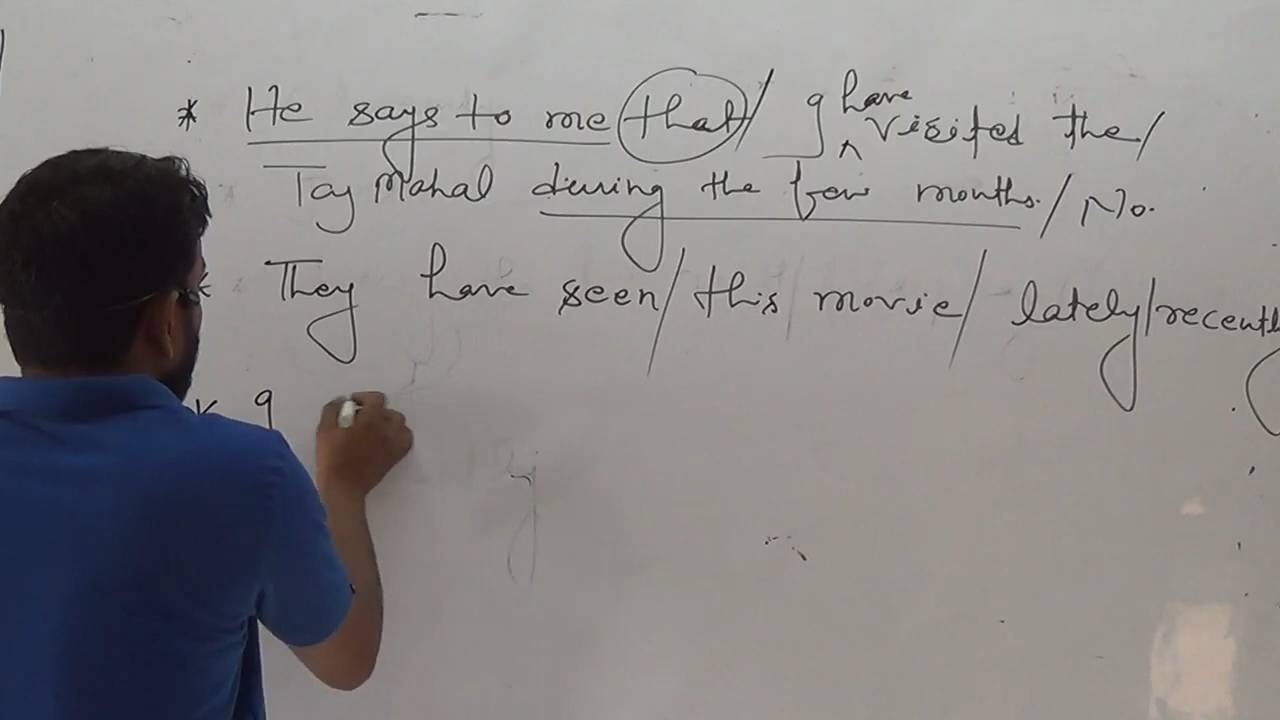 * He says to me that / I have visited the /
Taj Mahal during the few months. / No.
* They have seen / this movie / lately / recently
* I